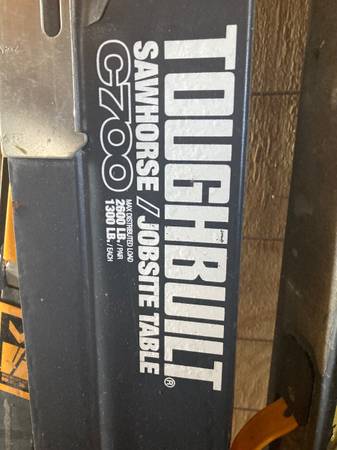 TOUGHBUILT®
SAWHORSE // JOBSITE TABLE
C700
MAX. DISTRIBUTED LOAD
2600 LB. / PAIR
1300 LB. / EACH